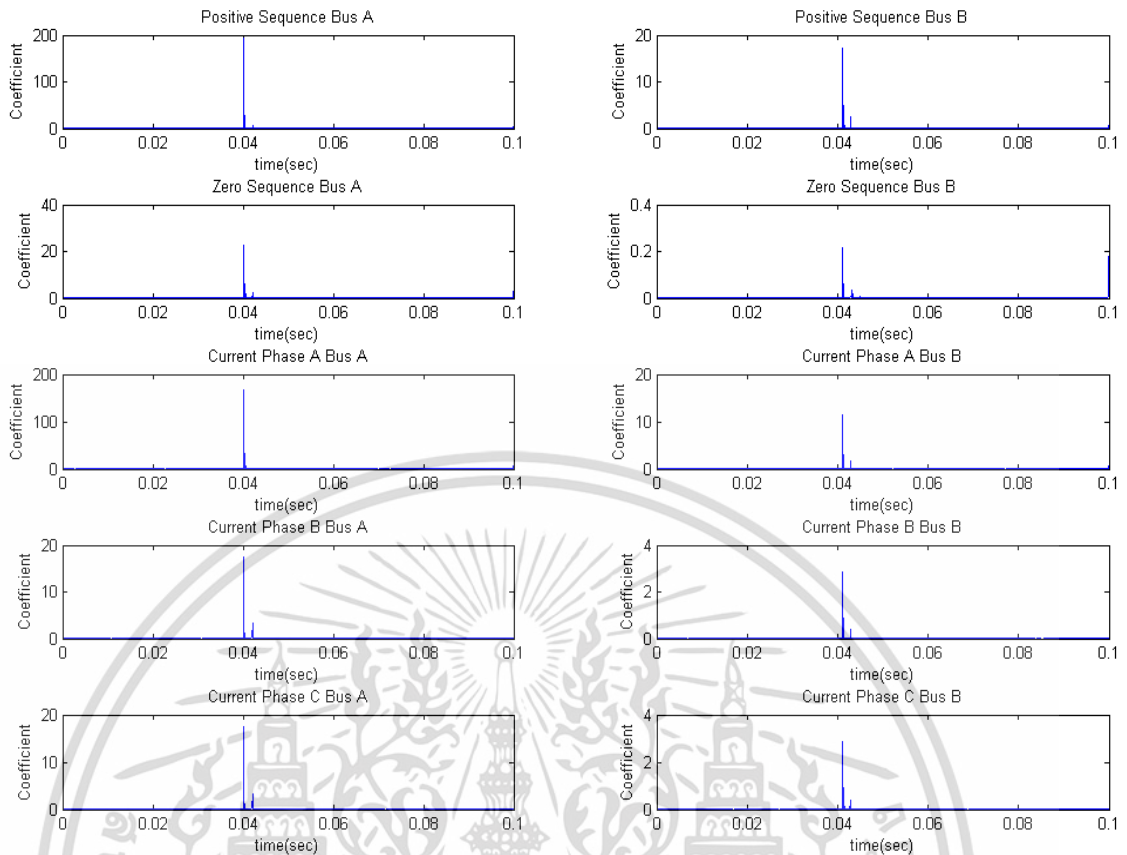 Positive Sequence Bus A
Coefficient
200
100
0
0 0.02 0.04 0.06 0.08 0.1
time(sec)
Positive Sequence Bus B
Coefficient
20
10
0
0 0.02 0.04 0.06 0.08 0.1
time(sec)
Zero Sequence Bus A
Coefficient
40
20
0
0 0.02 0.04 0.06 0.08 0.1
time(sec)
Zero Sequence Bus B
Coefficient
0.4
0.2
0
0 0.02 0.04 0.06 0.08 0.1
time(sec)
Current Phase A Bus A
Coefficient
200
100
0
0 0.02 0.04 0.06 0.08 0.1
time(sec)
Current Phase A Bus B
Coefficient
20
10
0
0 0.02 0.04 0.06 0.08 0.1
time(sec)
Current Phase B Bus A
Coefficient
20
10
0
0 0.02 0.04 0.06 0.08 0.1
time(sec)
Current Phase B Bus B
Coefficient
4
2
0
0 0.02 0.04 0.06 0.08 0.1
time(sec)
Current Phase C Bus A
Coefficient
20
10
0
0 0.02 0.04 0.06 0.08 0.1
time(sec)
Current Phase C Bus B
Coefficient
4
2
0
0 0.02 0.04 0.06 0.08 0.1
time(sec)